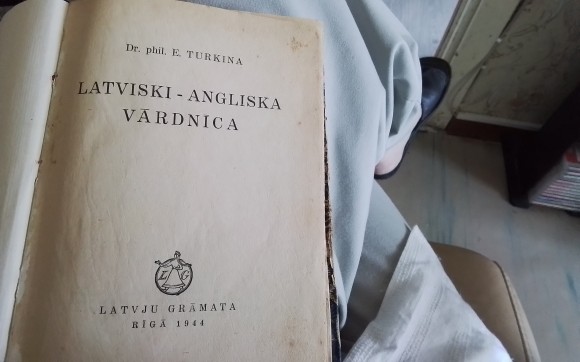 Dr. phil. E. TURKINA
LATVISKI - ANGLISKA
VĀRDNICA
L G
LATVJU GRĀMATA
RĪGĀ 1944